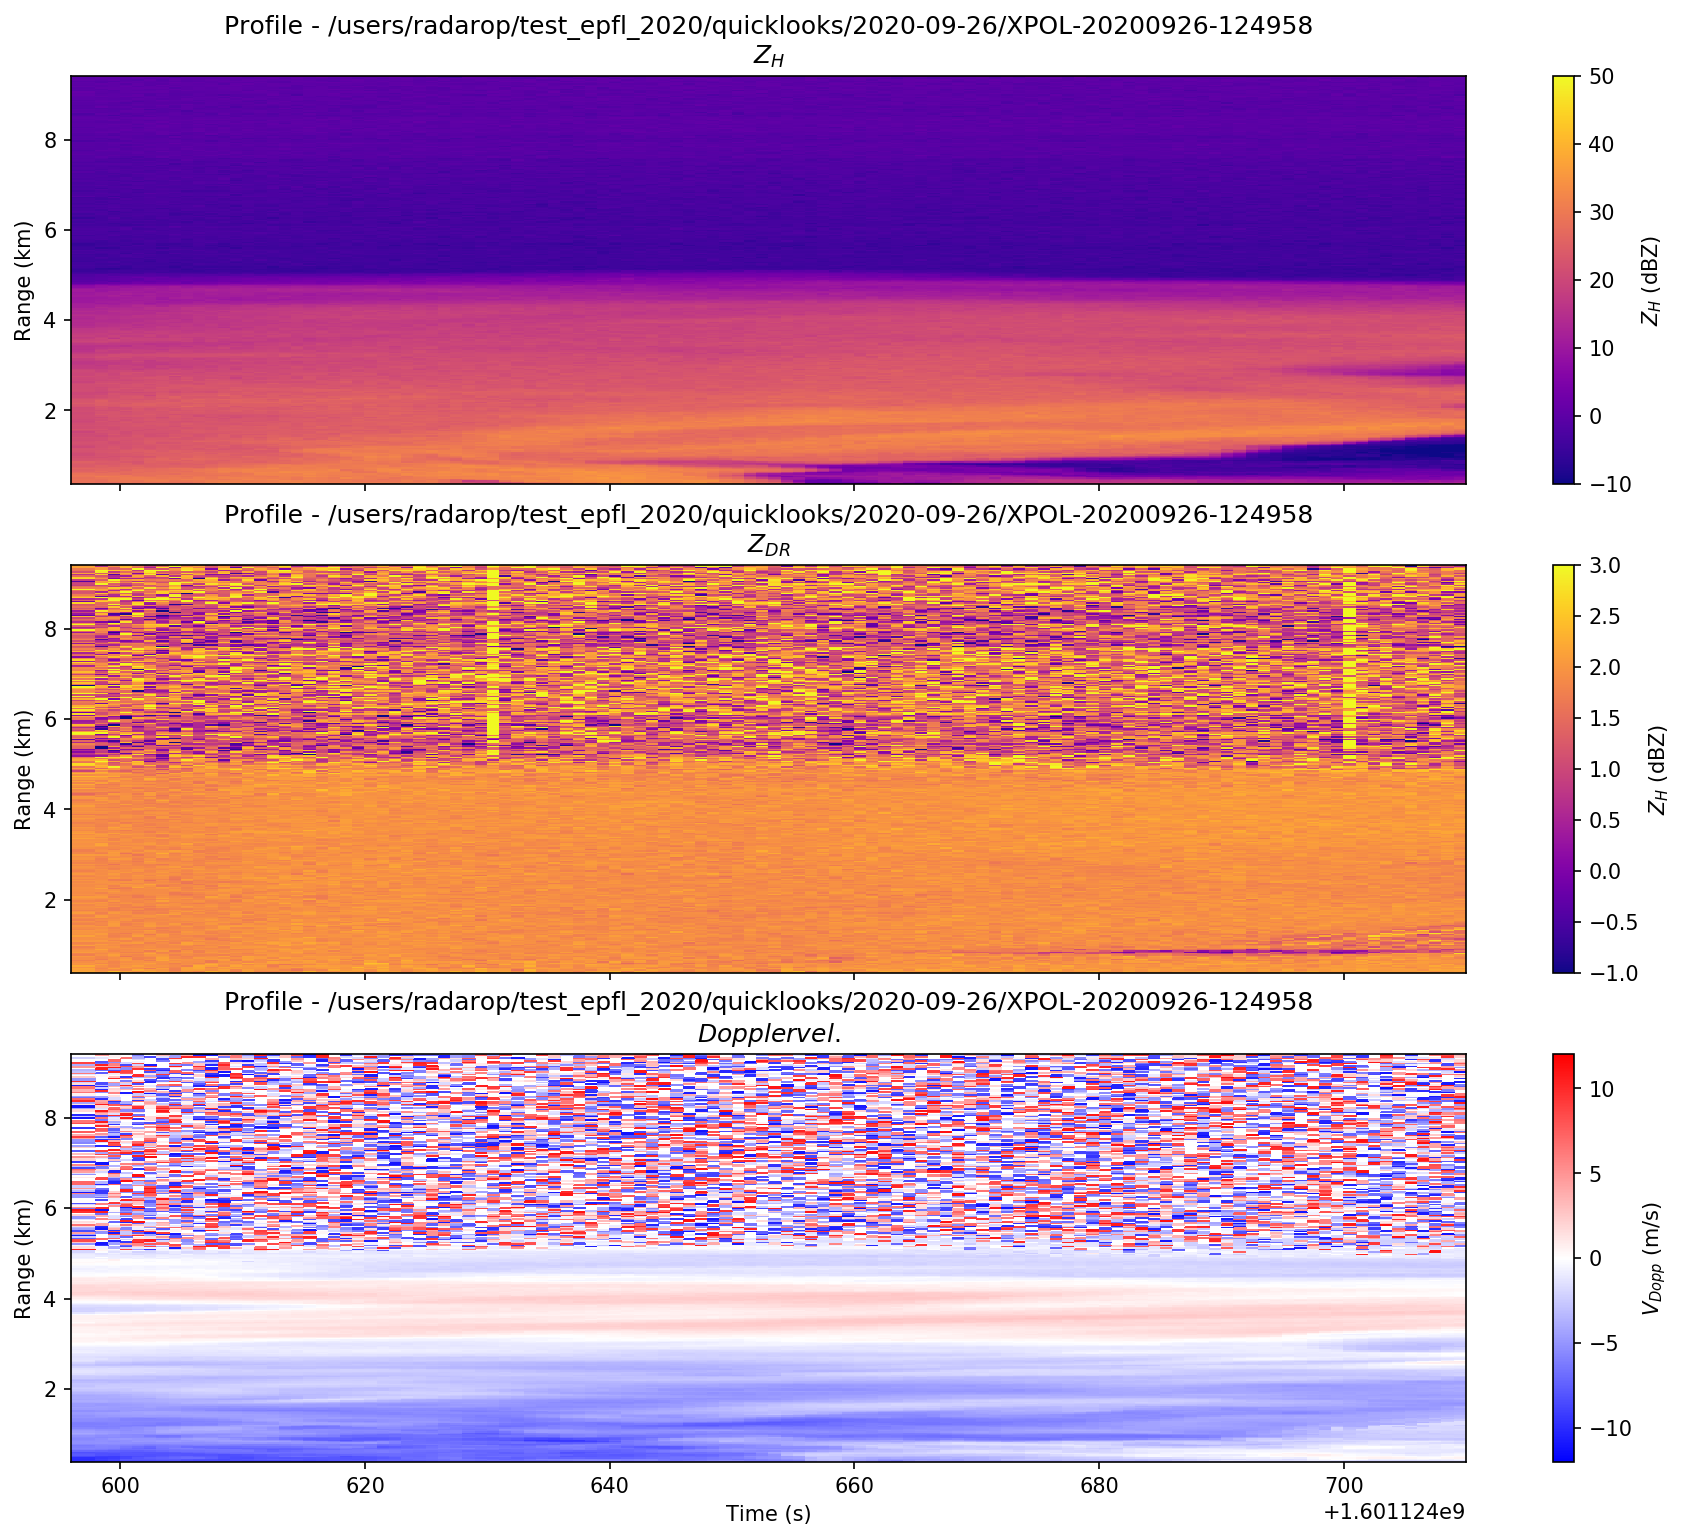 Profile - /users/radarop/test_epfl_2020/quicklooks/2020-09-26/XPOL-20200926-124958
Z_H
8
6
4
2
Range (km)
50
40
30
20
10
0
−10
Z_H (dBZ)
Profile - /users/radarop/test_epfl_2020/quicklooks/2020-09-26/XPOL-20200926-124958
Z_DR
8
6
4
2
Range (km)
3.0
2.5
2.0
1.5
1.0
0.5
0.0
−0.5
−1.0
Z_H (dBZ)
Profile - /users/radarop/test_epfl_2020/quicklooks/2020-09-26/XPOL-20200926-124958
Dopplervel.
8
6
4
2
Range (km)
10
5
0
−5
−10
V_Dopp (m/s)
600 620 640 660 680 700
Time (s)
+1.601124e9